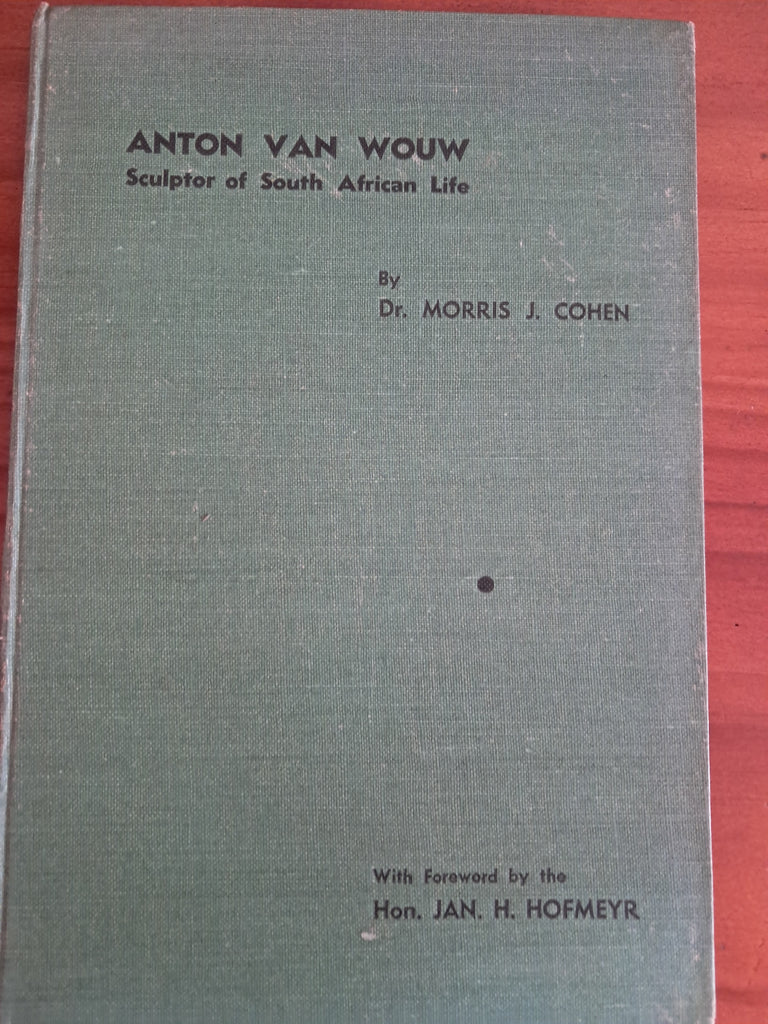 ANTON VAN WOUW
Sculptor of South African Life
By
Dr. MORRIS J. COHEN
With Foreword by the
Hon. JAN. H. HOFMEYR